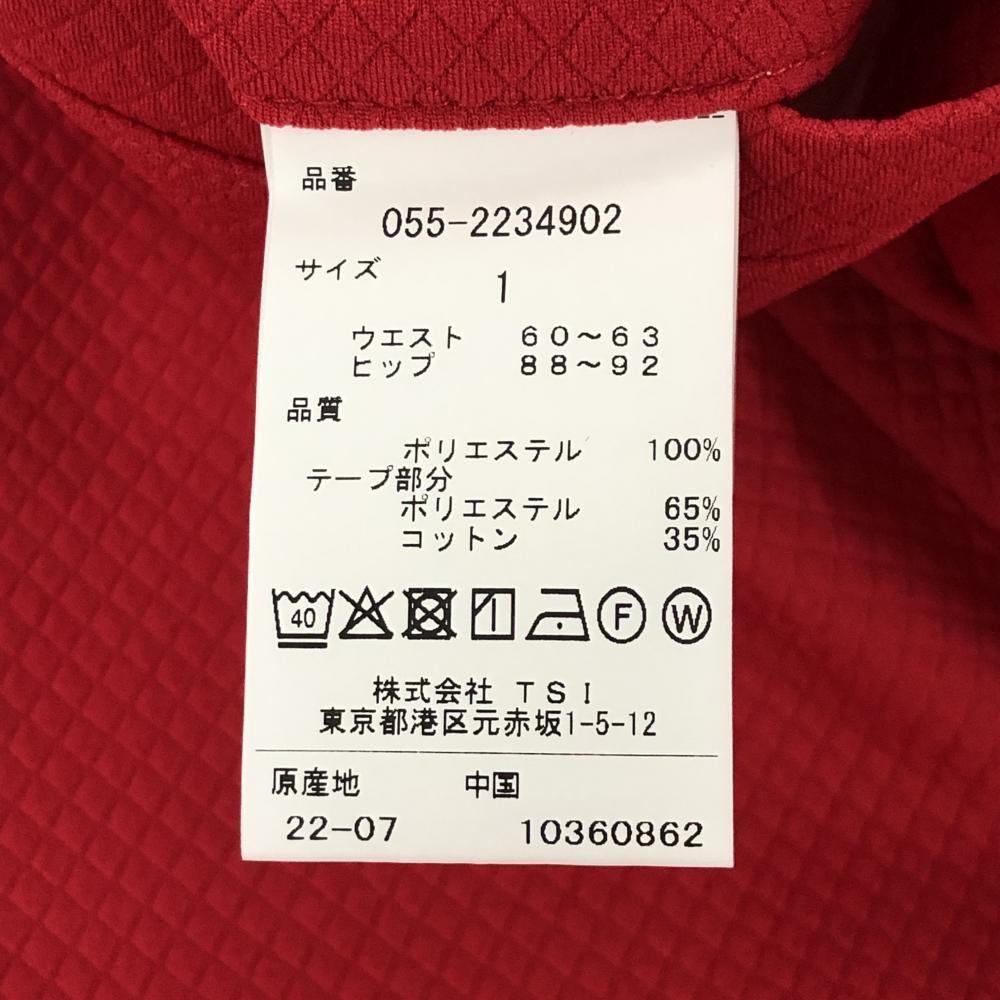 品番
055-2234902
サイズ
1
ウエスト 60～63
ヒップ 88～92
品質
ポリエステル 100%
テープ部分
ポリエステル 65%
コットン 35%
40 F W
株式会社 TSI
東京都港区元赤坂1-5-12
原産地 中国
22-07 10360862